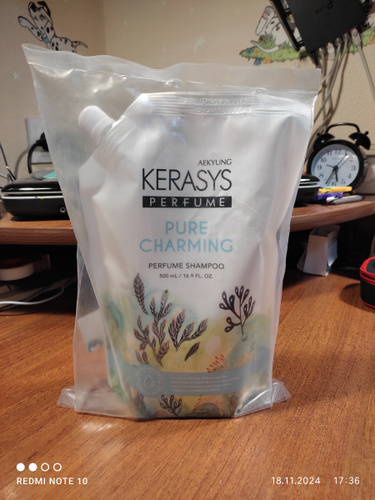 AEKYUNG
KERASYS
PERFUME
PURE
CHARMING
PERFUME SHAMPOO
500 mL / 16.9 FL. OZ.
REDMI NOTE 10
18.11.2024 17:36